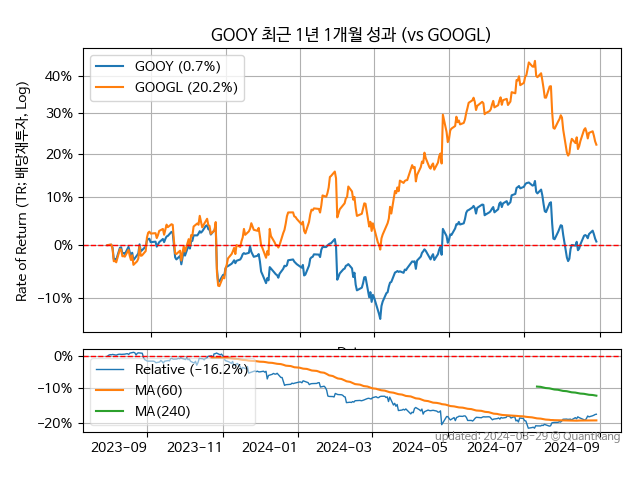 GOOY 최근 1년 1개월 성과 (vs GOOGL)
Rate of Return (TR: 배당재투자, Log)
GOOY (0.7%)
GOOGL (20.2%)
40%
30%
20%
10%
0%
−10%
0%
−10%
−20%
Relative (−16.2%)
MA(60)
MA(240)
updated: 2024-08-29 © QuantKang
2023−09
2023−11
2024−01
2024−03
2024−05
2024−07
2024−09